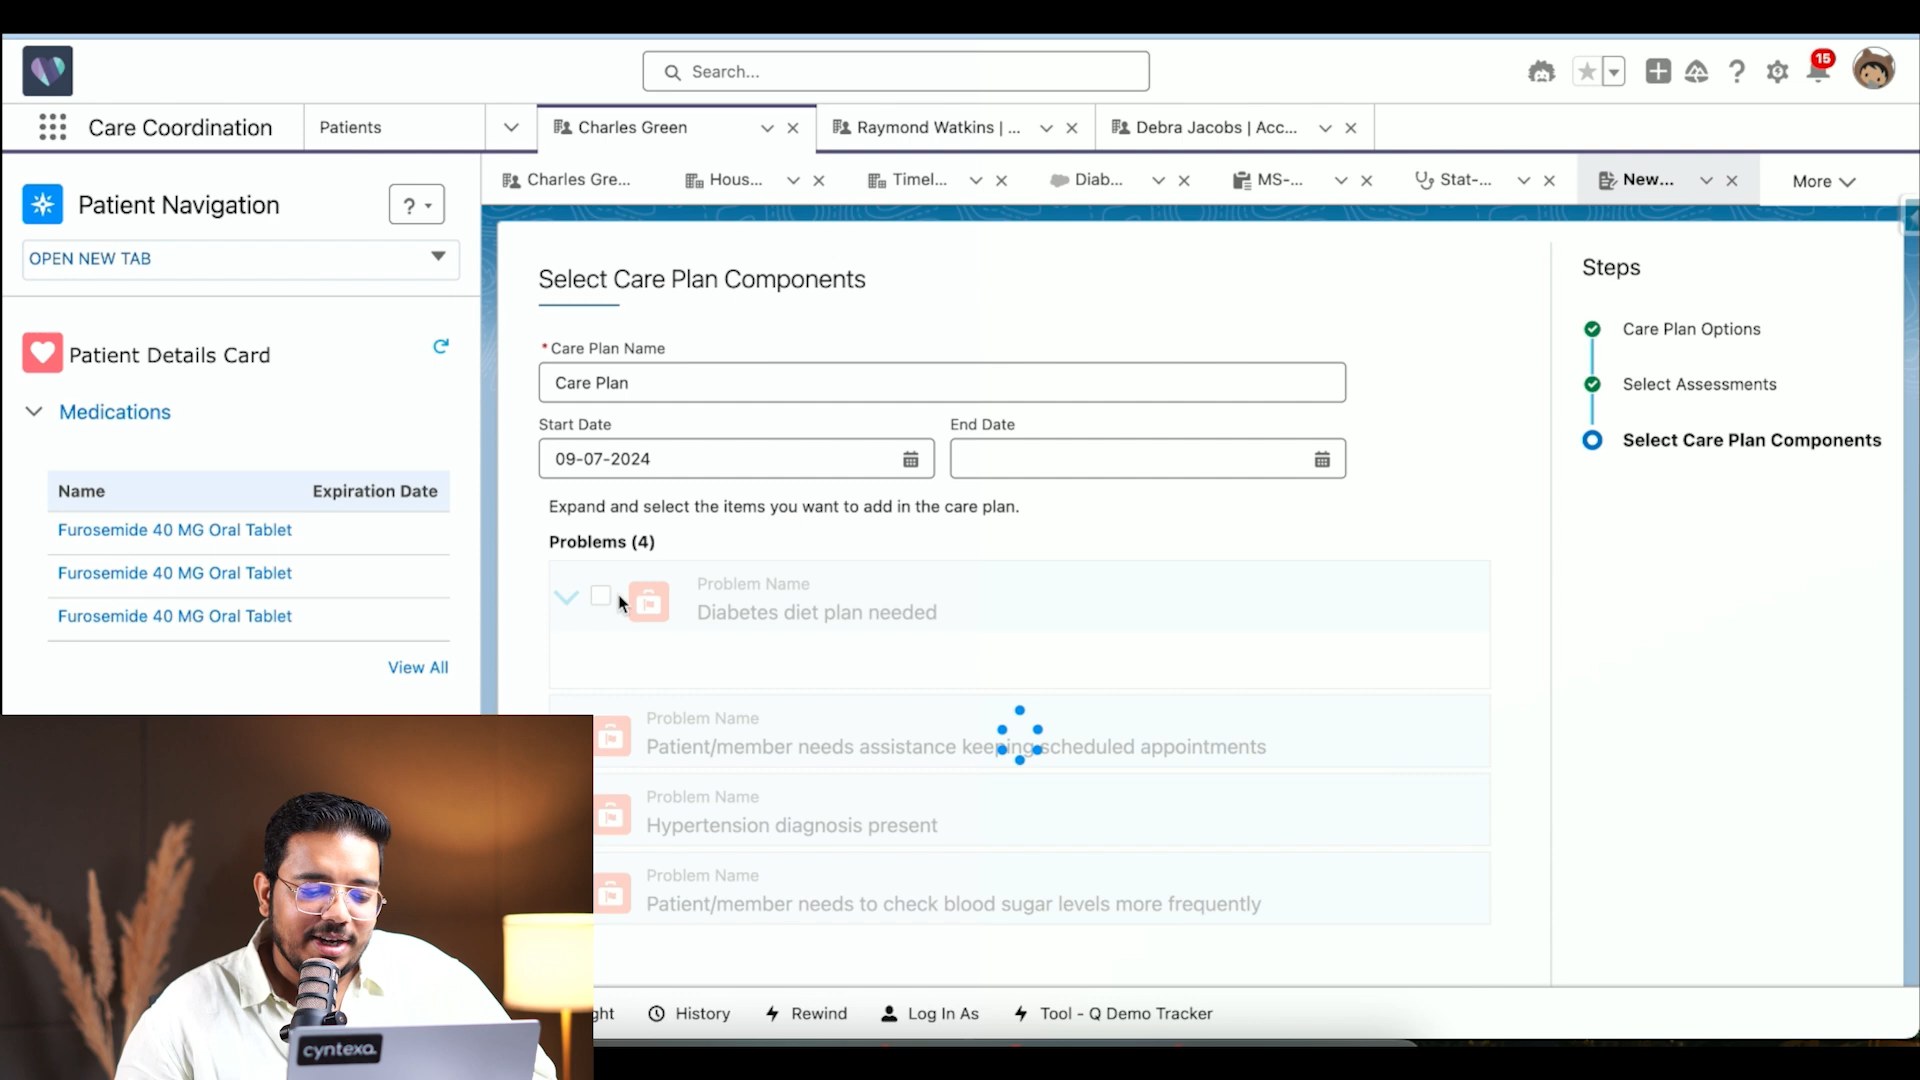 Search...
15
Care Coordination
Patients
Charles Green
Raymond Watkins | ...
Debra Jacobs | Acc...
Charles Gre...
Hous...
Timel...
Diab...
MS-...
Stat-...
New...
More
Patient Navigation
?
OPEN NEW TAB
Patient Details Card
Medications
Name Expiration Date
Furosemide 40 MG Oral Tablet
Furosemide 40 MG Oral Tablet
Furosemide 40 MG Oral Tablet
View All
Select Care Plan Components
* Care Plan Name
Care Plan
Start Date End Date
09-07-2024
Expand and select the items you want to add in the care plan.
Problems (4)
Problem Name
Diabetes diet plan needed
Problem Name
Patient/member needs assistance keeping scheduled appointments
Problem Name
Hypertension diagnosis present
Problem Name
Patient/member needs to check blood sugar levels more frequently
Steps
Care Plan Options
Select Assessments
Select Care Plan Components
History
Rewind
Log In As
Tool - Q Demo Tracker
cyntexa.